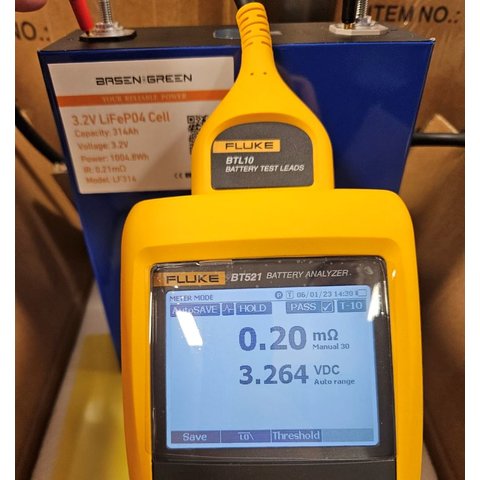 ITEM NO.:
NO.:
BASEN GREEN
YOUR RELIABLE POWER
3.2V LiFePO4 Cell
Capacity: 314Ah
Voltage: 3.2V
Power: 1004.8Wh
IR: 0.21mΩ
Model: LF314
CE
FLUKE
BTL10
BATTERY TEST LEADS
FLUKE BT521 BATTERY ANALYZER
METER MODE 06/01/23 14:30
AutoSAVE HOLD PASS T-10
0.20 mΩ
Manual 30
3.264 VDC
Auto range
Save Threshold